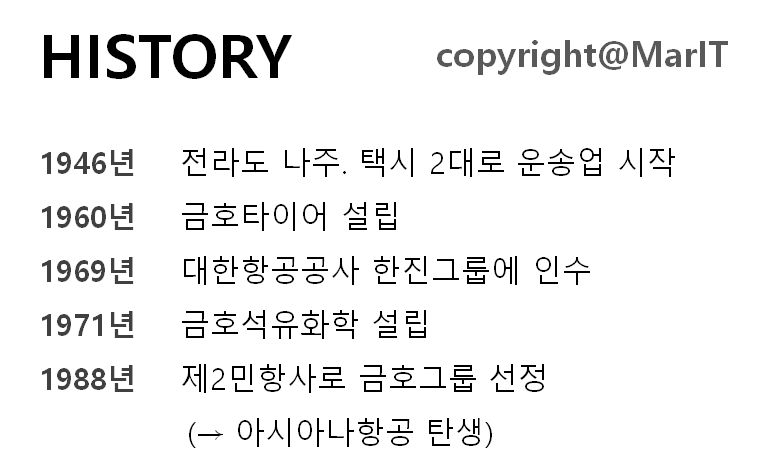 HISTORY
copyright@MarIT
1946년 전라도 나주. 택시 2대로 운송업 시작
1960년 금호타이어 설립
1969년 대한항공공사 한진그룹에 인수
1971년 금호석유화학 설립
1988년 제2민항사로 금호그룹 선정
(→ 아시아나항공 탄생)